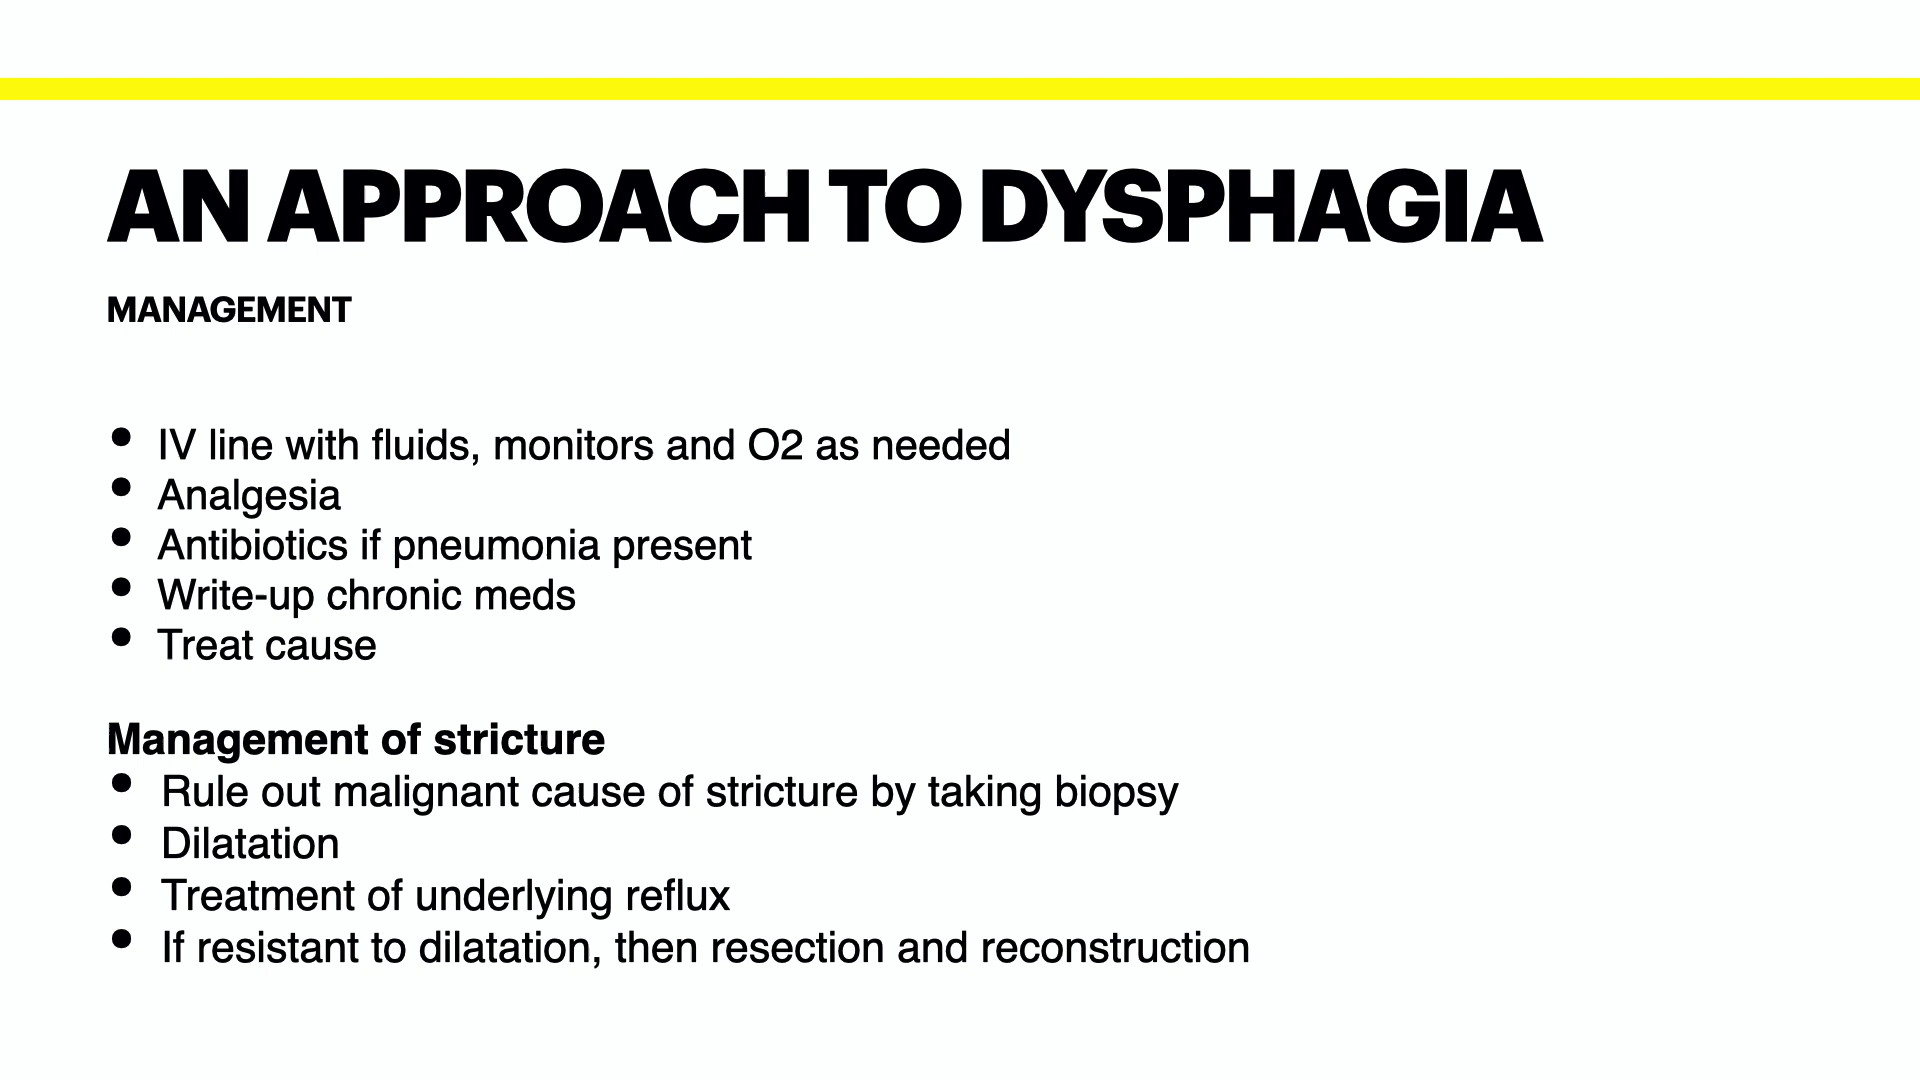 AN APPROACH TO DYSPHAGIA
MANAGEMENT
• IV line with fluids, monitors and O2 as needed
• Analgesia
• Antibiotics if pneumonia present
• Write-up chronic meds
• Treat cause
Management of stricture
• Rule out malignant cause of stricture by taking biopsy
• Dilatation
• Treatment of underlying reflux
• If resistant to dilatation, then resection and reconstruction